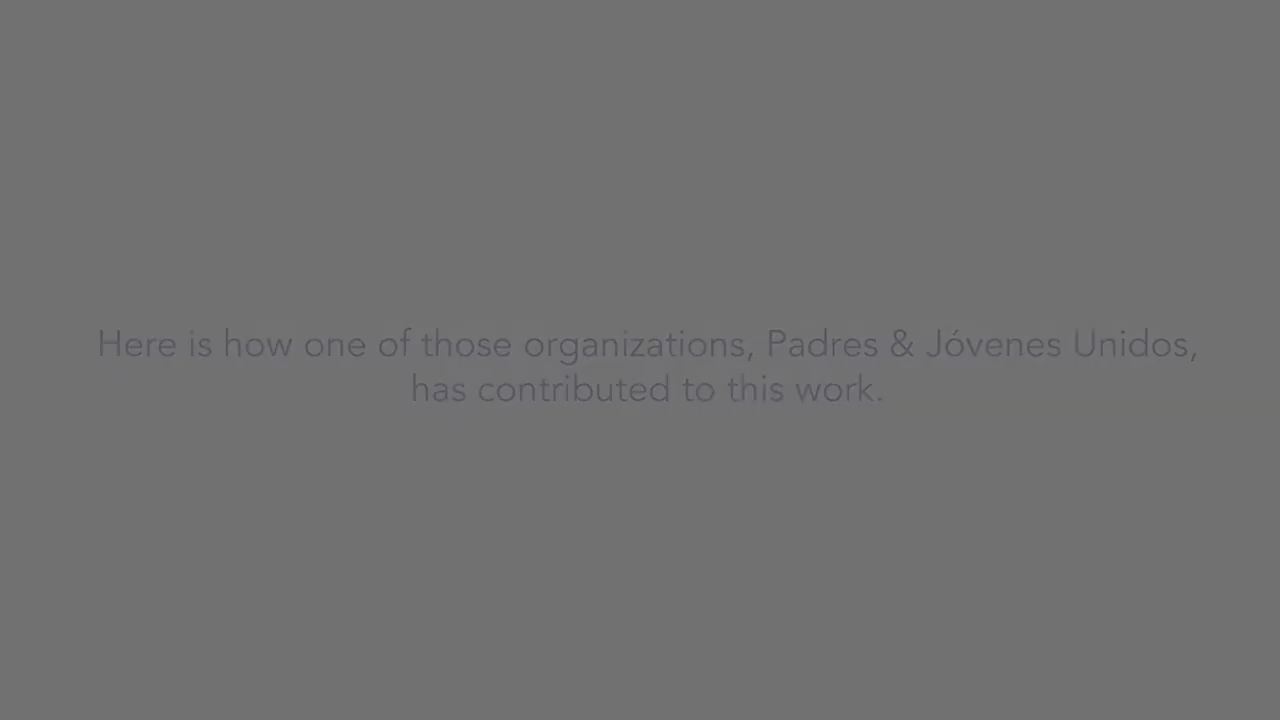 Here is how one of those organizations, Padres & Jóvenes Unidos,
has contributed to this work.